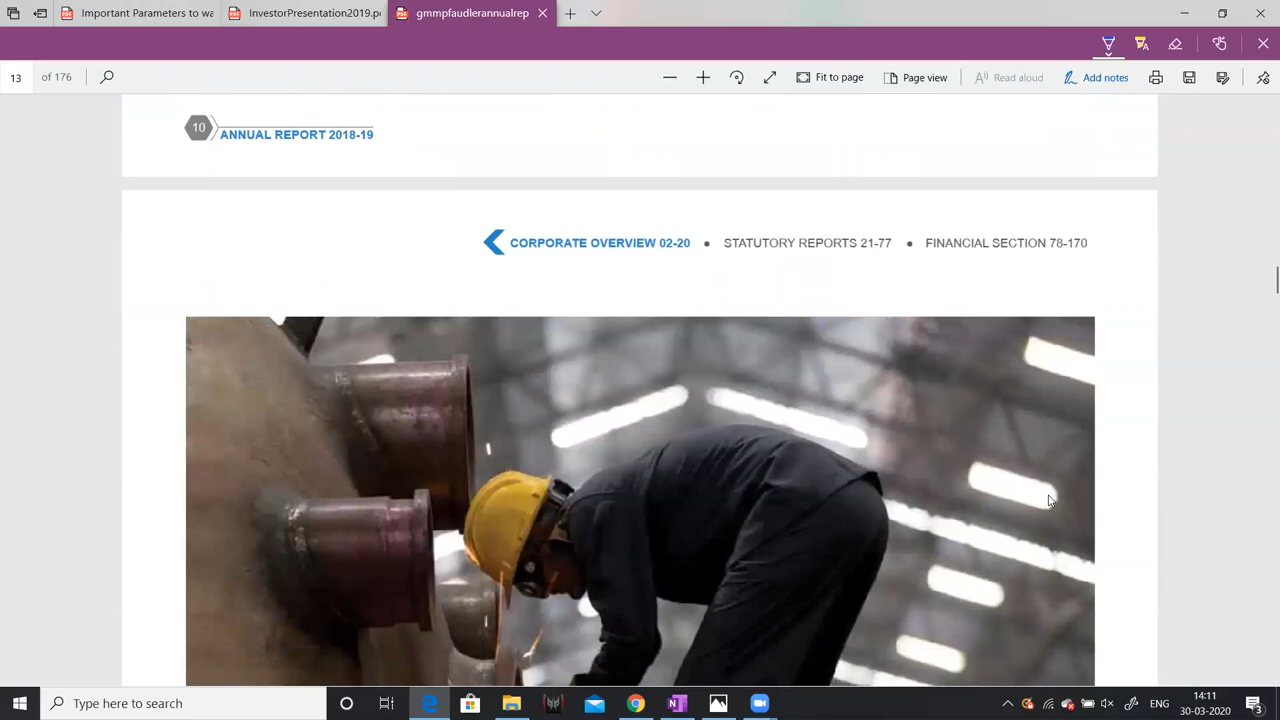 Important Parameters to wa
InvestorPresentation2019.p
gmmpfaudlerannualrep
13 of 176
Fit to page
Page view
Read aloud
Add notes
10 ANNUAL REPORT 2018-19
CORPORATE OVERVIEW 02-20 • STATUTORY REPORTS 21-77 • FINANCIAL SECTION 78-170
Type here to search
ENG
14:11
30-03-2020
3